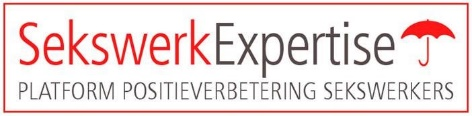 SekswerkExpertise
PLATFORM POSITIEVERBETERING SEKSWERKERS